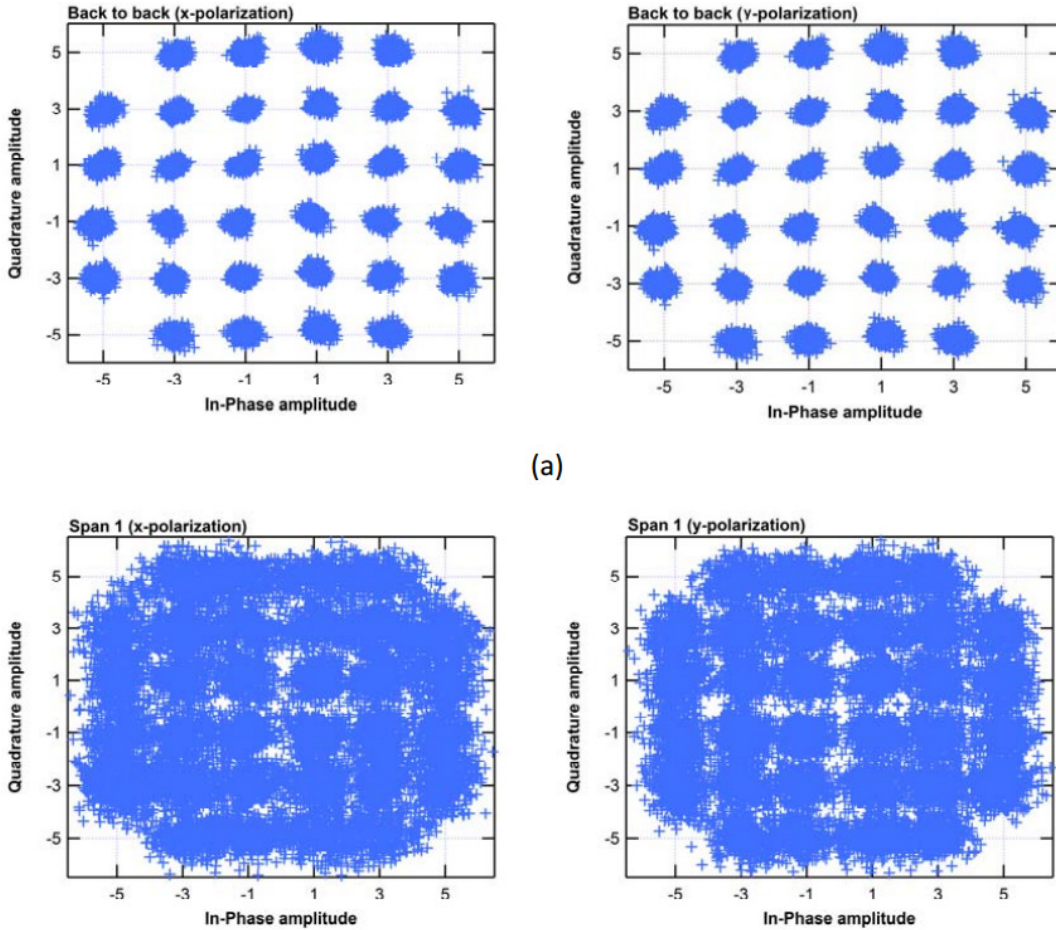 Back to back (x-polarization)
Quadrature amplitude
5
3
1
-1
-3
-5
-5 -3 -1 1 3 5
In-Phase amplitude
Back to back (y-polarization)
Quadrature amplitude
5
3
1
-1
-3
-5
-5 -3 -1 1 3 5
In-Phase amplitude
(a)
Span 1 (x-polarization)
Quadrature amplitude
5
3
1
-1
-3
-5
-5 -3 -1 1 3 5
In-Phase amplitude
Span 1 (y-polarization)
Quadrature amplitude
5
3
1
-1
-3
-5
-5 -3 -1 1 3 5
In-Phase amplitude